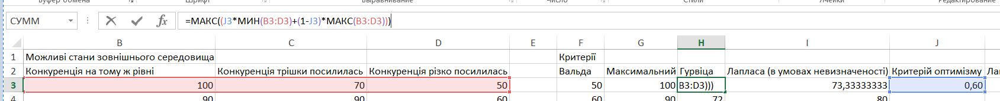 Буфер обмена Шрифт Выравнивание Число Стили Ячейки Редактирование
СУММ =МАКС((J3*МИН(B3:D3)+(1-J3)*МАКС(B3:D3)))
B C D E F G H I J
1 Можливі стани зовнішнього середовища Критерії
2 Конкуренція на тому ж рівні Конкуренція трішки посилилась Конкуренція різко посилилась Вальда Максимальний Гурвіца Лапласа (в умовах невизначеності) Критерій оптимізму
3 100 70 50 50 100 B3:D3))) 73,33333333 0,60
4 90 90 60 60 90 72 80